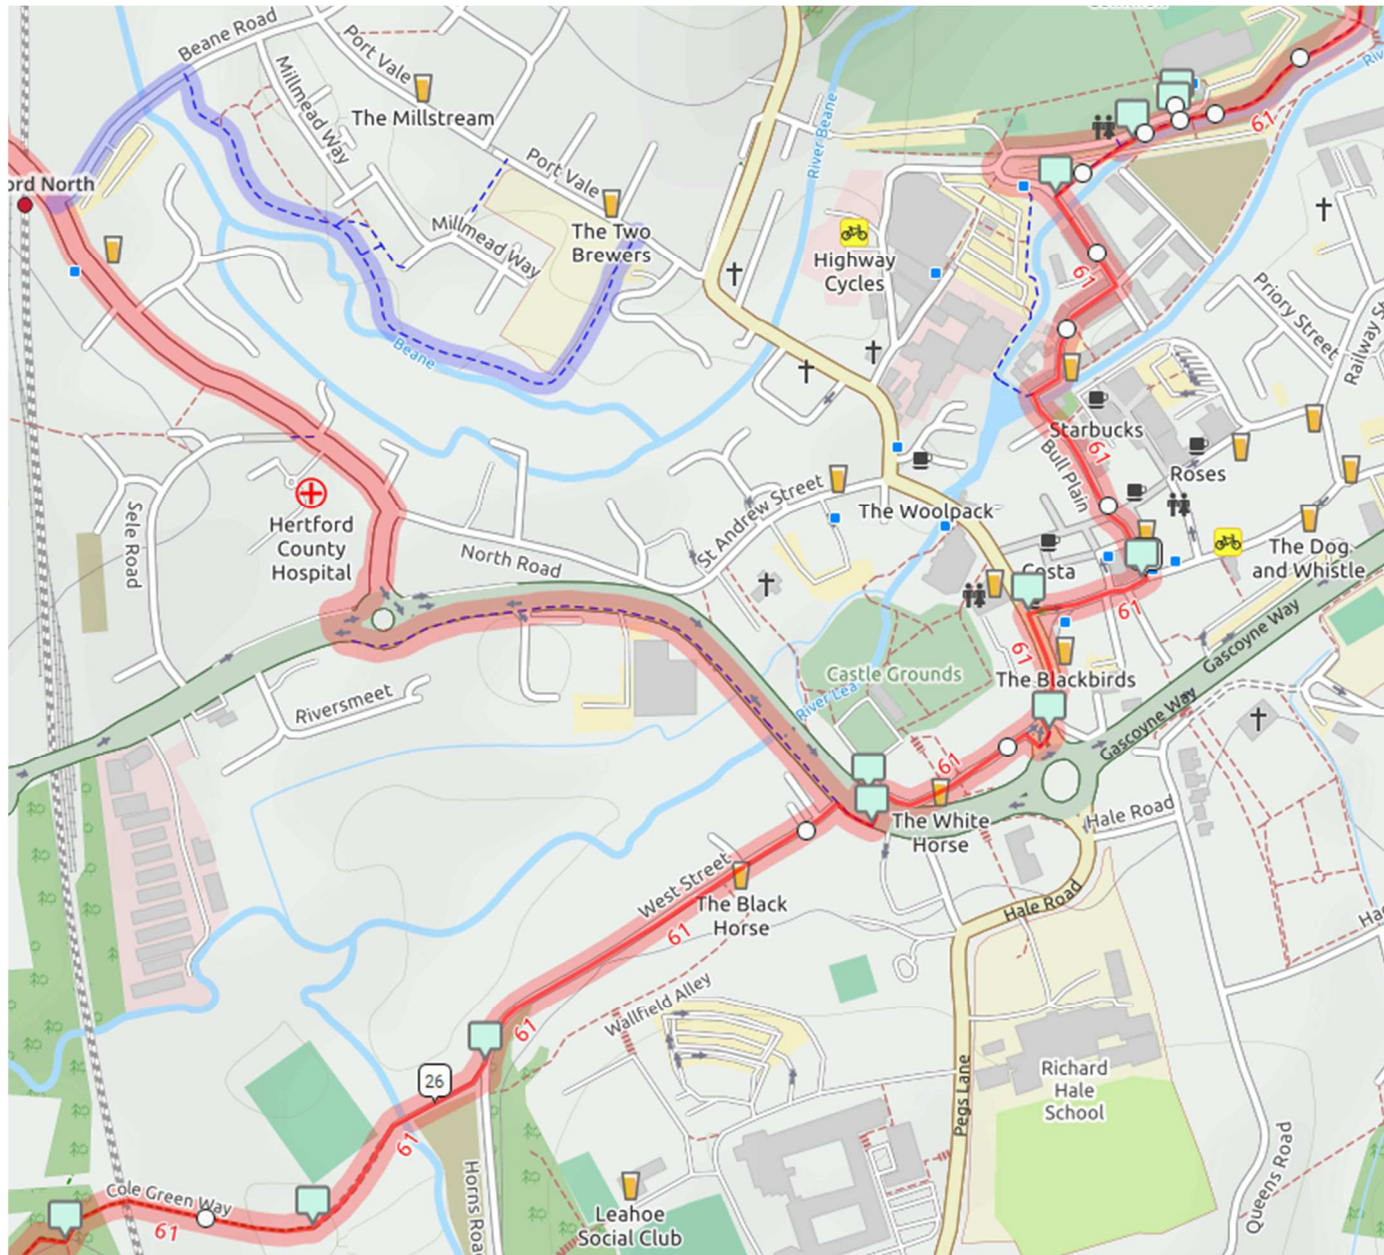 Common
Beane Road
Port Vale
The Millstream
Millmead Way
River Beane
61
ord North
Port Vale
The Two
Brewers
Millmead Way
Highway
Cycles
61
Priory Street
Railway St
Beane
Starbucks
61
Bull Plain
Roses
Sele Road
Hertford
County
Hospital
St Andrew Street
The Woolpack
North Road
Costa
The Dog
and Whistle
61
Gascoyne Way
61
Castle Grounds
The Blackbirds
Riversmeet
River Lea
Gascoyne Way
61
The White
Horse
Hale Road
West Street
The Black
Horse
Hale Road
61
Wallfield Alley
61
26
Richard
Hale
School
Pegs Lane
61
Cole Green Way
61
Horns Roa
Leahoe
Social Club
Queens Road